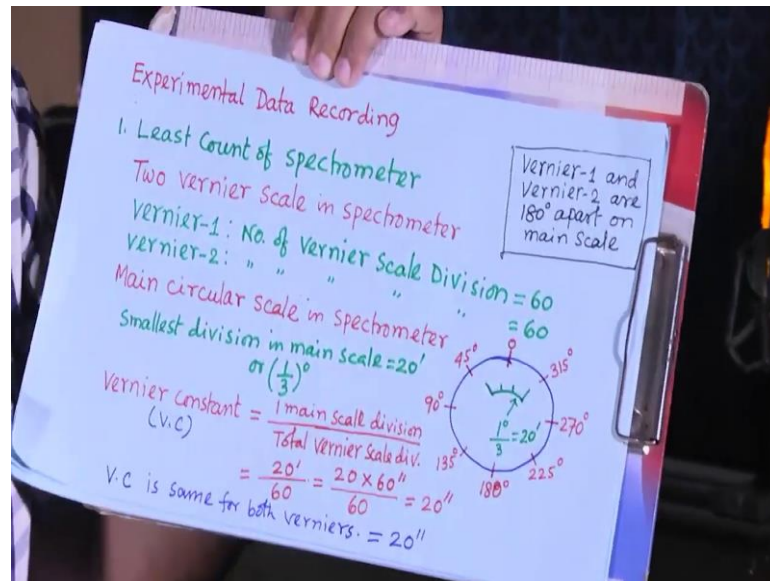 Experimental Data Recording
1. Least Count of spectrometer
Two vernier scale in spectrometer
Vernier-1 and
Vernier-2 are
180° apart on
main scale
Vernier-1: No. of Vernier Scale Division = 60
Vernier-2: " " " " " = 60
Main circular scale in spectrometer
Smallest division in main scale = 20'
or (1/3)°
Vernier constant = 1 main scale division / Total Vernier scale div.
(V.C)
= 20'/60 = 20 × 60''/60 = 20''
V.C is same for both verniers. = 20''
0
45°
315°
90°
270°
1°/3 = 20'
135°
225°
180°